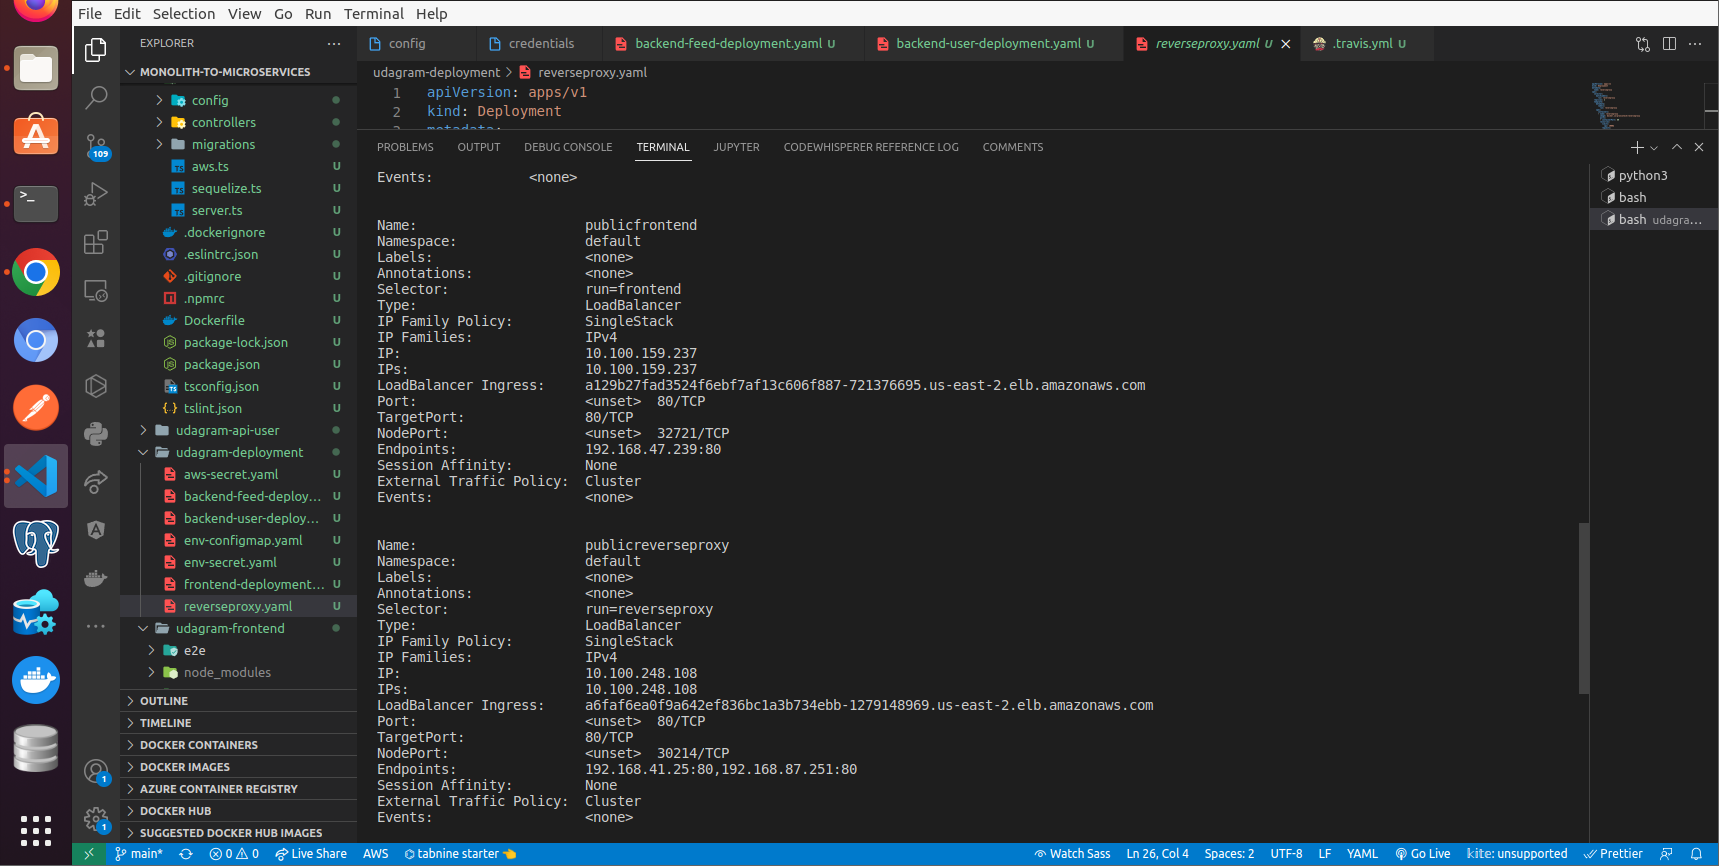 File Edit Selection View Go Run Terminal Help
EXPLORER
MONOLITH-TO-MICROSERVICES
config
controllers
migrations
aws.ts U
sequelize.ts U
server.ts U
.dockerignore U
.eslintrc.json U
.gitignore U
.npmrc U
Dockerfile U
package-lock.json U
package.json U
tsconfig.json U
tslint.json U
udagram-api-user
udagram-deployment
aws-secret.yaml U
backend-feed-deploy... U
backend-user-deploy... U
env-configmap.yaml U
env-secret.yaml U
frontend-deployment... U
reverseproxy.yaml U
udagram-frontend
e2e
node_modules
OUTLINE
TIMELINE
DOCKER CONTAINERS
DOCKER IMAGES
AZURE CONTAINER REGISTRY
DOCKER HUB
SUGGESTED DOCKER HUB IMAGES
109
1
1
config credentials backend-feed-deployment.yaml U backend-user-deployment.yaml U reverseproxy.yaml U .travis.yml U
udagram-deployment > reverseproxy.yaml
1 apiVersion: apps/v1
2 kind: Deployment
3 metadata:
PROBLEMS OUTPUT DEBUG CONSOLE TERMINAL JUPYTER CODEWHISPERER REFERENCE LOG COMMENTS
python3
bash
bash udagra...
Events: <none>
Name: publicfrontend
Namespace: default
Labels: <none>
Annotations: <none>
Selector: run=frontend
Type: LoadBalancer
IP Family Policy: SingleStack
IP Families: IPv4
IP: 10.100.159.237
IPs: 10.100.159.237
LoadBalancer Ingress: a129b27fad3524f6ebf7af13c606f887-721376695.us-east-2.elb.amazonaws.com
Port: <unset> 80/TCP
TargetPort: 80/TCP
NodePort: <unset> 32721/TCP
Endpoints: 192.168.47.239:80
Session Affinity: None
External Traffic Policy: Cluster
Events: <none>
Name: publicreverseproxy
Namespace: default
Labels: <none>
Annotations: <none>
Selector: run=reverseproxy
Type: LoadBalancer
IP Family Policy: SingleStack
IP Families: IPv4
IP: 10.100.248.108
IPs: 10.100.248.108
LoadBalancer Ingress: a6faf6ea0f9a642ef836bc1a3b734ebb-1279148969.us-east-2.elb.amazonaws.com
Port: <unset> 80/TCP
TargetPort: 80/TCP
NodePort: <unset> 30214/TCP
Endpoints: 192.168.41.25:80,192.168.87.251:80
Session Affinity: None
External Traffic Policy: Cluster
Events: <none>
main* 0 0 Live Share AWS tabnine starter Watch Sass Ln 26, Col 4 Spaces: 2 UTF-8 LF YAML Go Live kite: unsupported Prettier